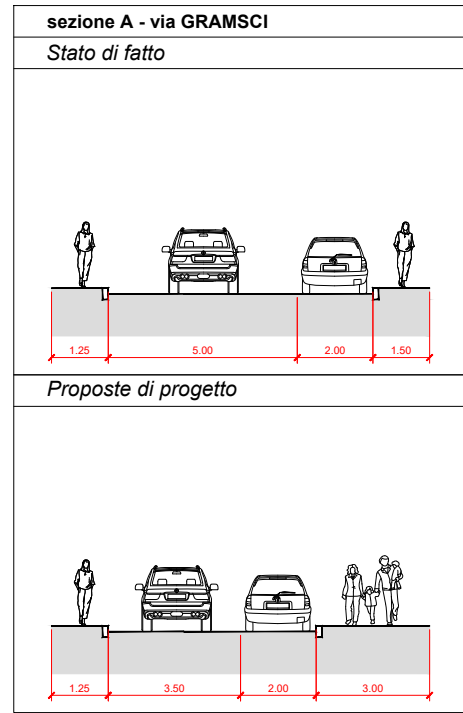 sezione A - via GRAMSCI
Stato di fatto
1.25 5.00 2.00 1.50
Proposte di progetto
1.25 3.50 2.00 3.00